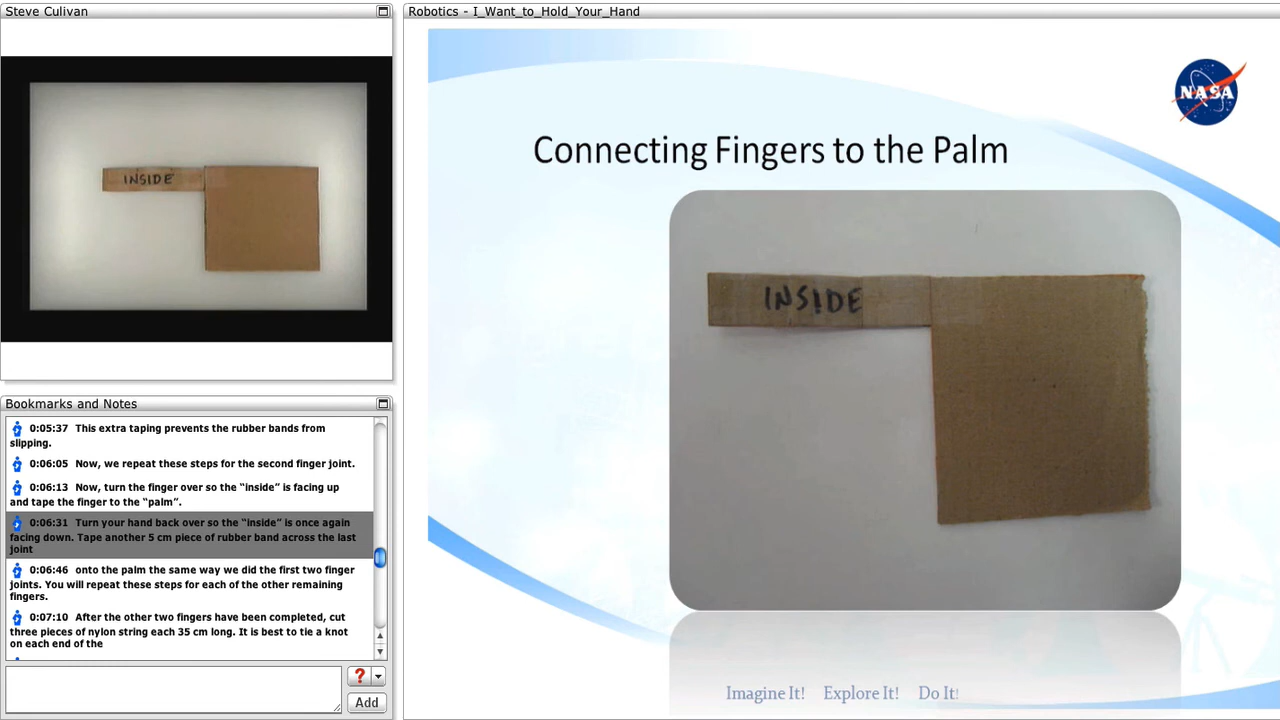 Steve Culivan
INSIDE
Bookmarks and Notes
0:05:37 This extra taping prevents the rubber bands from
slipping.
0:06:05 Now, we repeat these steps for the second finger joint.
0:06:13 Now, turn the finger over so the “inside” is facing up
and tape the finger to the “palm”.
0:06:31 Turn your hand back over so the “inside” is once again
facing down. Tape another 5 cm piece of rubber band across the last
joint
0:06:46 onto the palm the same way we did the first two finger
joints. You will repeat these steps for each of the other remaining
fingers.
0:07:10 After the other two fingers have been completed, cut
three pieces of nylon string each 35 cm long. It is best to tie a knot
on each end of the
?
Add
Robotics - I_Want_to_Hold_Your_Hand
NASA
Connecting Fingers to the Palm
INSIDE
Imagine It! Explore It! Do It!